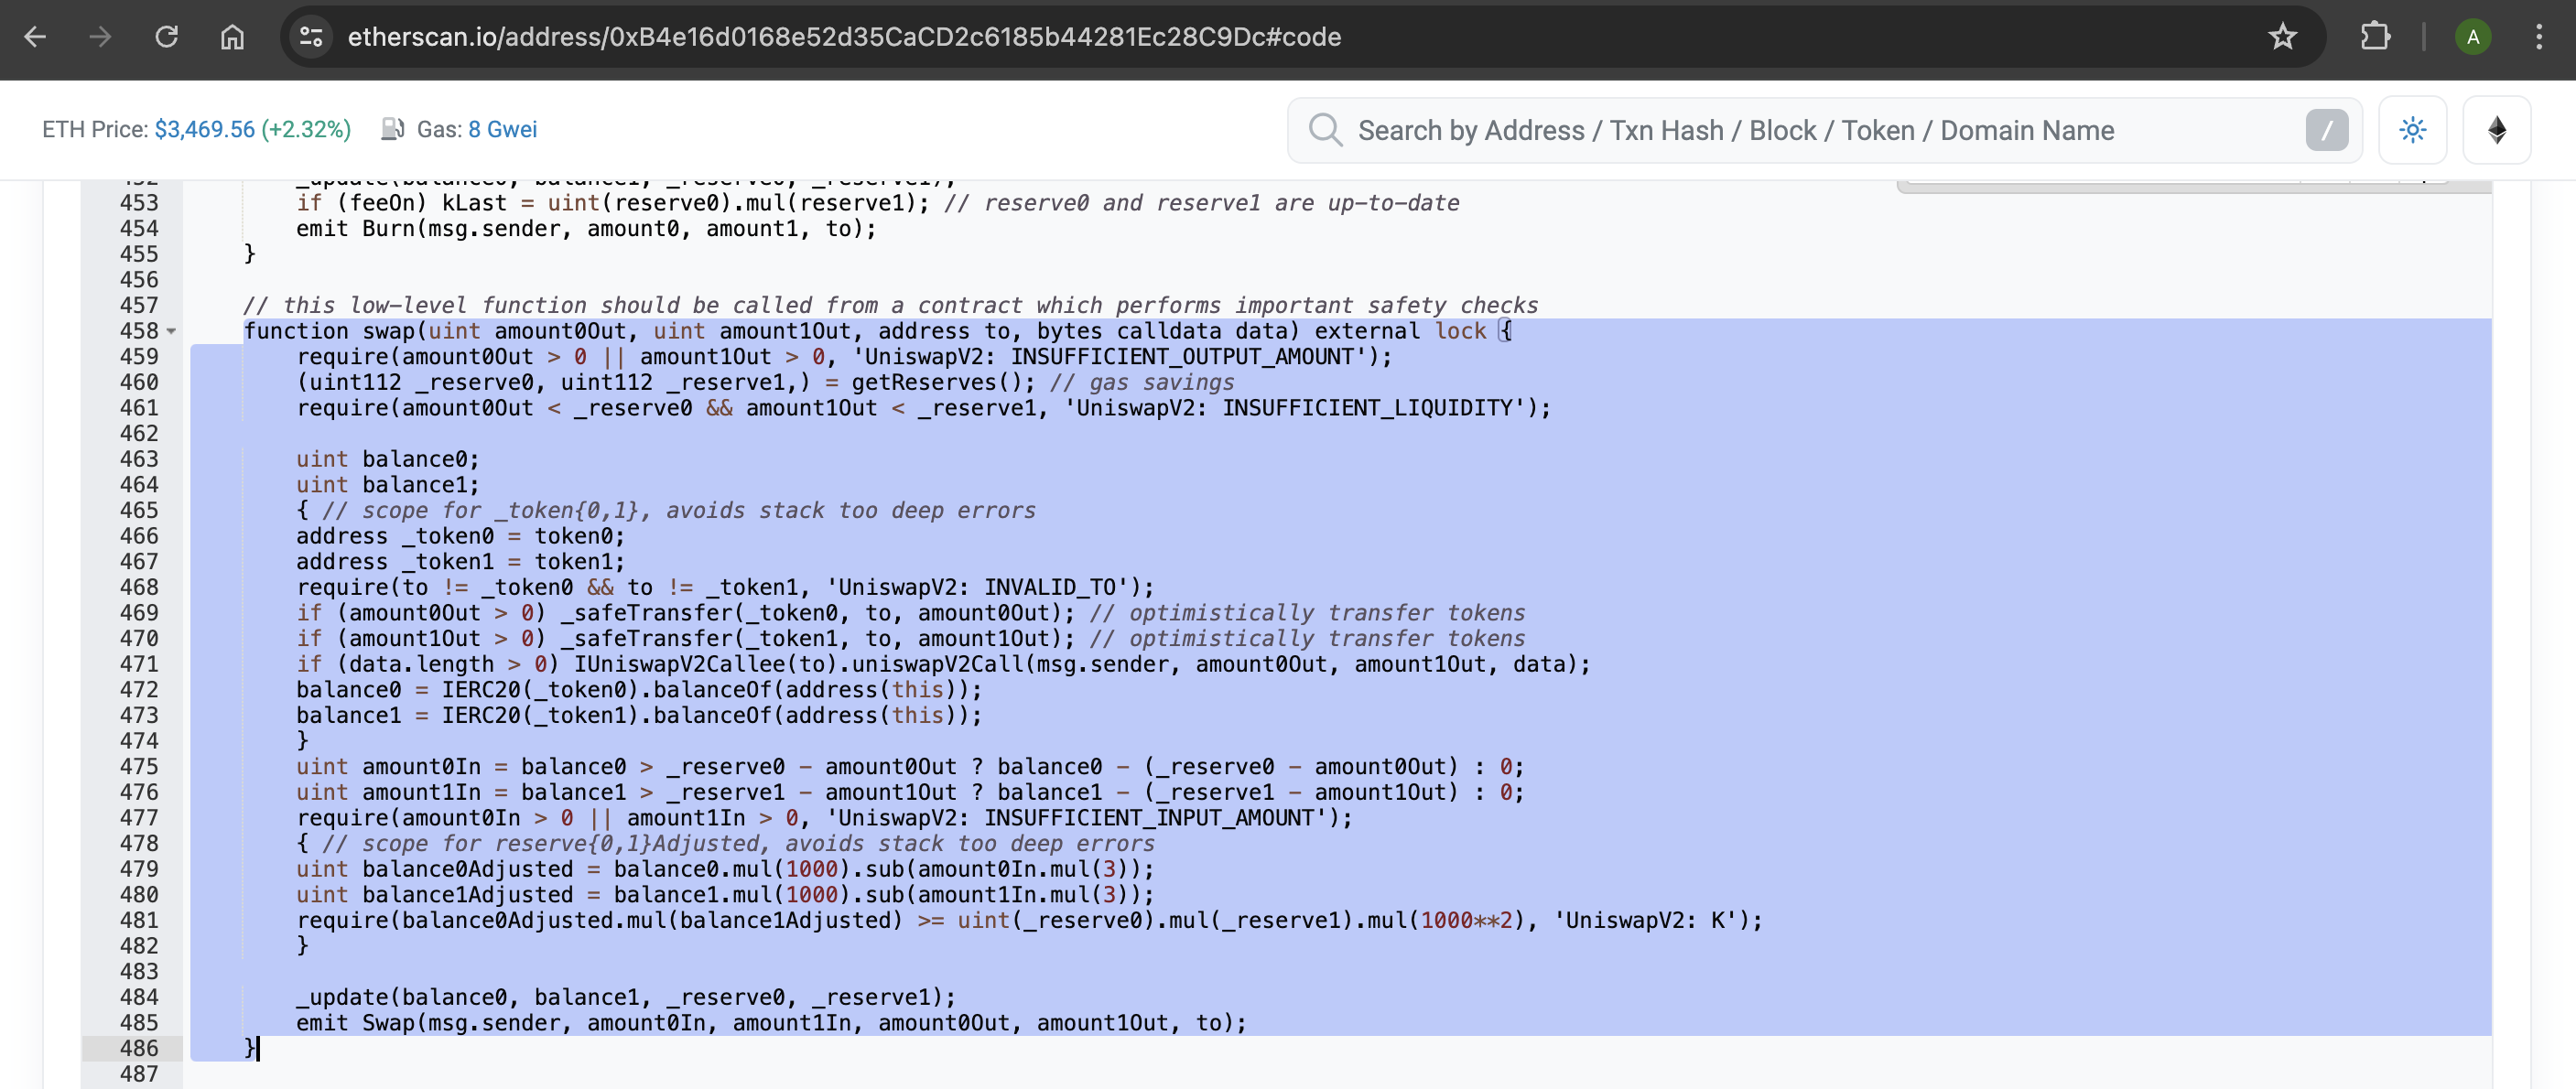 etherscan.io/address/0xB4e16d0168e52d35CaCD2c6185b44281Ec28C9Dc#code
A
ETH Price: $3,469.56 (+2.32%) Gas: 8 Gwei
Search by Address / Txn Hash / Block / Token / Domain Name /
452 _update(balance0, balance1, _reserve0, _reserve1);
453 if (feeOn) kLast = uint(reserve0).mul(reserve1); // reserve0 and reserve1 are up-to-date
454 emit Burn(msg.sender, amount0, amount1, to);
455 }
456
457 // this low-level function should be called from a contract which performs important safety checks
458 function swap(uint amount0Out, uint amount1Out, address to, bytes calldata data) external lock {
459 require(amount0Out > 0 || amount1Out > 0, 'UniswapV2: INSUFFICIENT_OUTPUT_AMOUNT');
460 (uint112 _reserve0, uint112 _reserve1,) = getReserves(); // gas savings
461 require(amount0Out < _reserve0 && amount1Out < _reserve1, 'UniswapV2: INSUFFICIENT_LIQUIDITY');
462
463 uint balance0;
464 uint balance1;
465 { // scope for _token{0,1}, avoids stack too deep errors
466 address _token0 = token0;
467 address _token1 = token1;
468 require(to != _token0 && to != _token1, 'UniswapV2: INVALID_TO');
469 if (amount0Out > 0) _safeTransfer(_token0, to, amount0Out); // optimistically transfer tokens
470 if (amount1Out > 0) _safeTransfer(_token1, to, amount1Out); // optimistically transfer tokens
471 if (data.length > 0) IUniswapV2Callee(to).uniswapV2Call(msg.sender, amount0Out, amount1Out, data);
472 balance0 = IERC20(_token0).balanceOf(address(this));
473 balance1 = IERC20(_token1).balanceOf(address(this));
474 }
475 uint amount0In = balance0 > _reserve0 - amount0Out ? balance0 - (_reserve0 - amount0Out) : 0;
476 uint amount1In = balance1 > _reserve1 - amount1Out ? balance1 - (_reserve1 - amount1Out) : 0;
477 require(amount0In > 0 || amount1In > 0, 'UniswapV2: INSUFFICIENT_INPUT_AMOUNT');
478 { // scope for reserve{0,1}Adjusted, avoids stack too deep errors
479 uint balance0Adjusted = balance0.mul(1000).sub(amount0In.mul(3));
480 uint balance1Adjusted = balance1.mul(1000).sub(amount1In.mul(3));
481 require(balance0Adjusted.mul(balance1Adjusted) >= uint(_reserve0).mul(_reserve1).mul(1000**2), 'UniswapV2: K');
482 }
483
484 _update(balance0, balance1, _reserve0, _reserve1);
485 emit Swap(msg.sender, amount0In, amount1In, amount0Out, amount1Out, to);
486 }
487